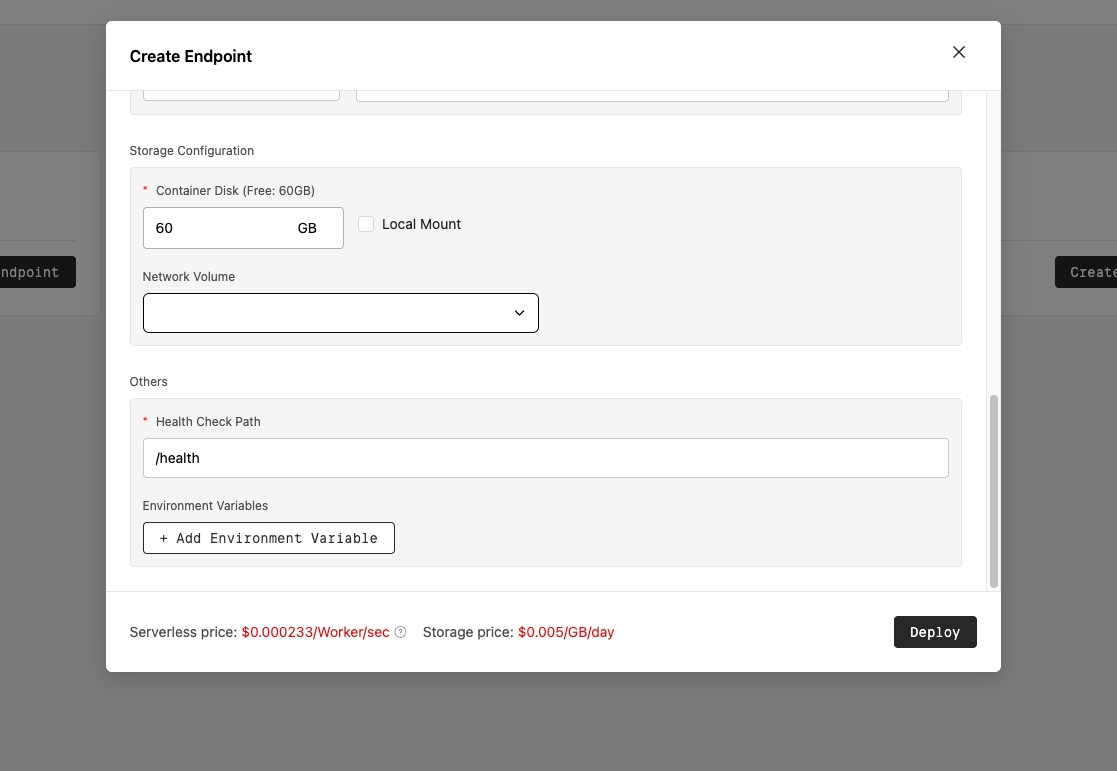 Create Endpoint
Storage Configuration
* Container Disk (Free: 60GB)
60 GB
Local Mount
Network Volume
ndpoint
Create
Others
* Health Check Path
/health
Environment Variables
+ Add Environment Variable
Serverless price: $0.000233/Worker/sec ? Storage price: $0.005/GB/day
Deploy